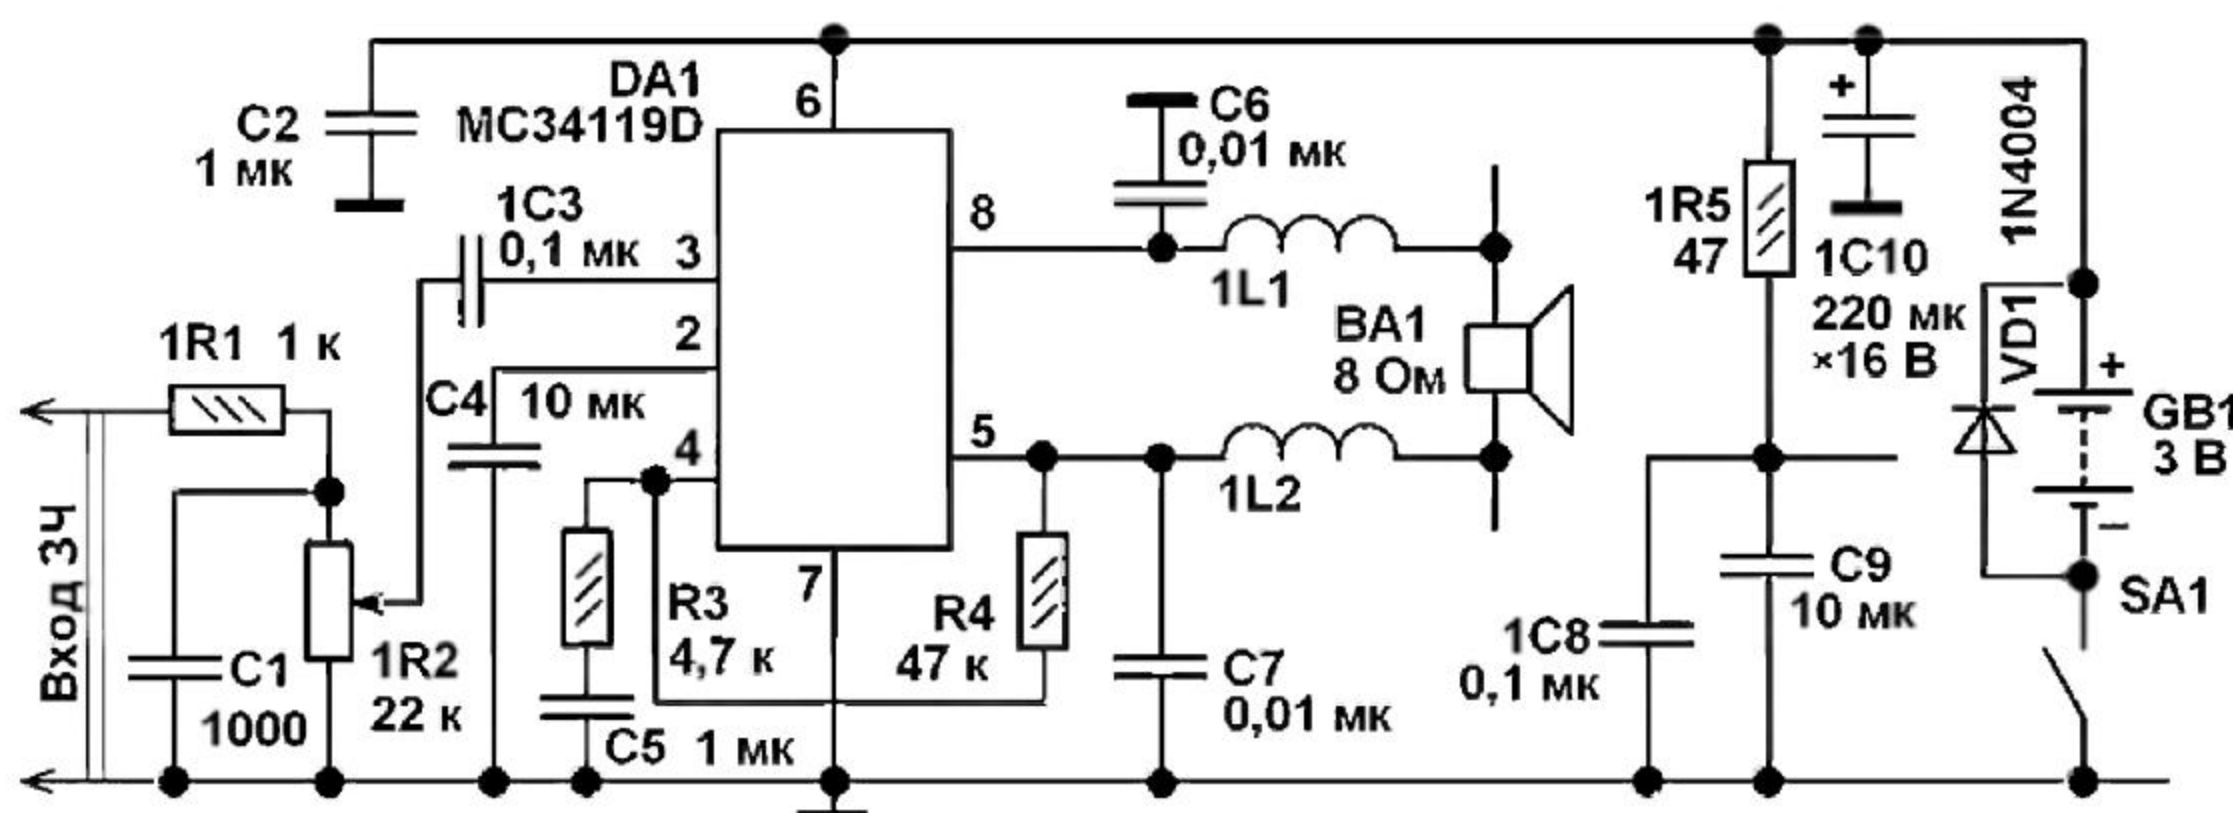 DA1
MC34119D
6
C2
1 мк
C6
0,01 мк
1C3
0,1 мк
3
8
1R5
47
1N4004
VD1
1C10
220 мк
×16 В
1L1
2
BA1
8 Ом
1R1 1 к
C4 10 мк
4
5
+
+
GB1
3 В
–
1L2
Вход ЗЧ
7
R3
4,7 к
R4
47 к
C9
10 мк
SA1
1C8
0,1 мк
C1
1000
1R2
22 к
C7
0,01 мк
C5 1 мк